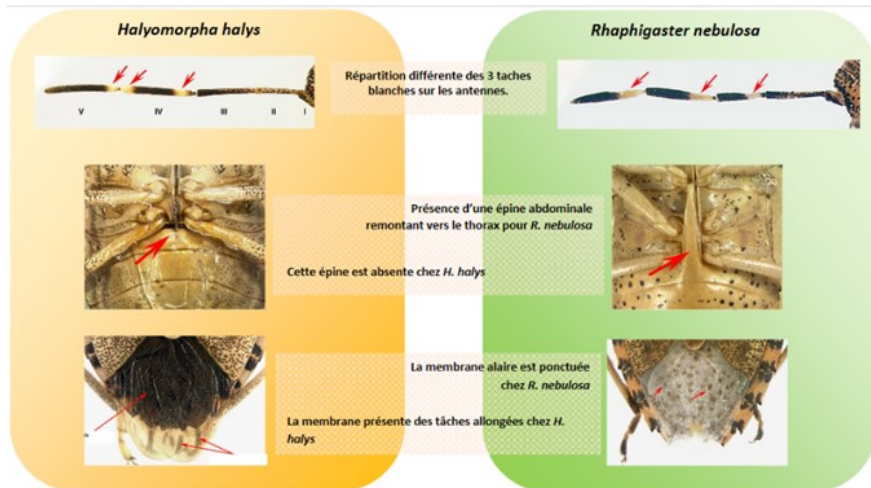 Halyomorpha halys
Rhaphigaster nebulosa
Répartition différente des 3 taches
blanches sur les antennes.
V IV III II I
Présence d'une épine abdominale
remontant vers le thorax pour R. nebulosa
Cette épine est absente chez H. halys
La membrane alaire est ponctuée
chez R. nebulosa
La membrane présente des tâches allongées chez H.
halys